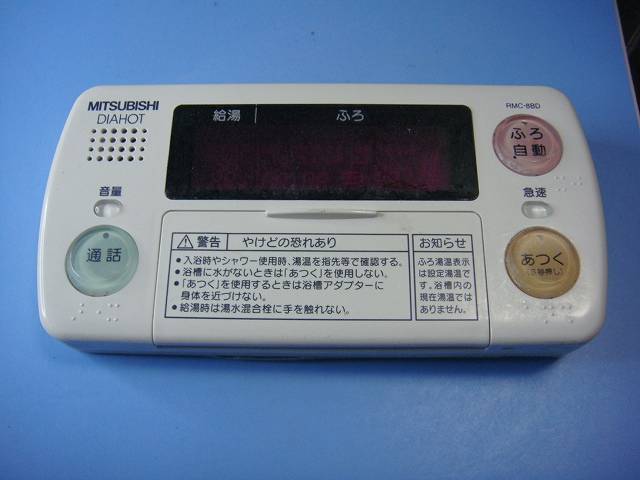 MITSUBISHI
DIAHOT
給湯
ふろ
RMC-8BD
ふろ
自動
音量
急速
通話
あつく
(5秒押し)
警告
やけどの恐れあり
●入浴時やシャワー使用時、湯温を指先等で確認する。
●浴槽に水がないときは「あつく」を使用しない。
●「あつく」を使用するときは浴槽アダプターに
身体を近づけない。
●給湯時は湯水混合栓に手を触れない。
お知らせ
ふろ湯温表示
は設定湯温で
す。浴槽内の
現在湯温では
ありません。